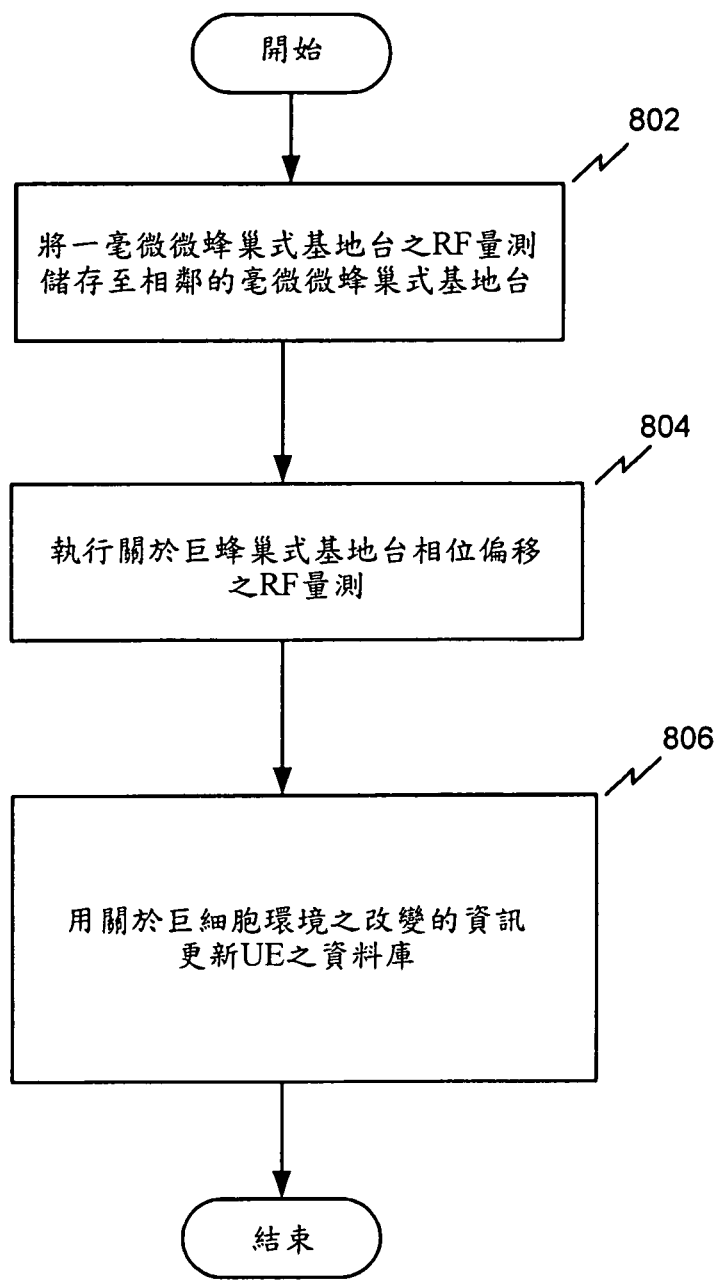 開始
802
將一毫微微蜂巢式基地台之RF量測
儲存至相鄰的毫微微蜂巢式基地台
804
執行關於巨蜂巢式基地台相位偏移
之RF量測
806
用關於巨細胞環境之改變的資訊
更新UE之資料庫
結束